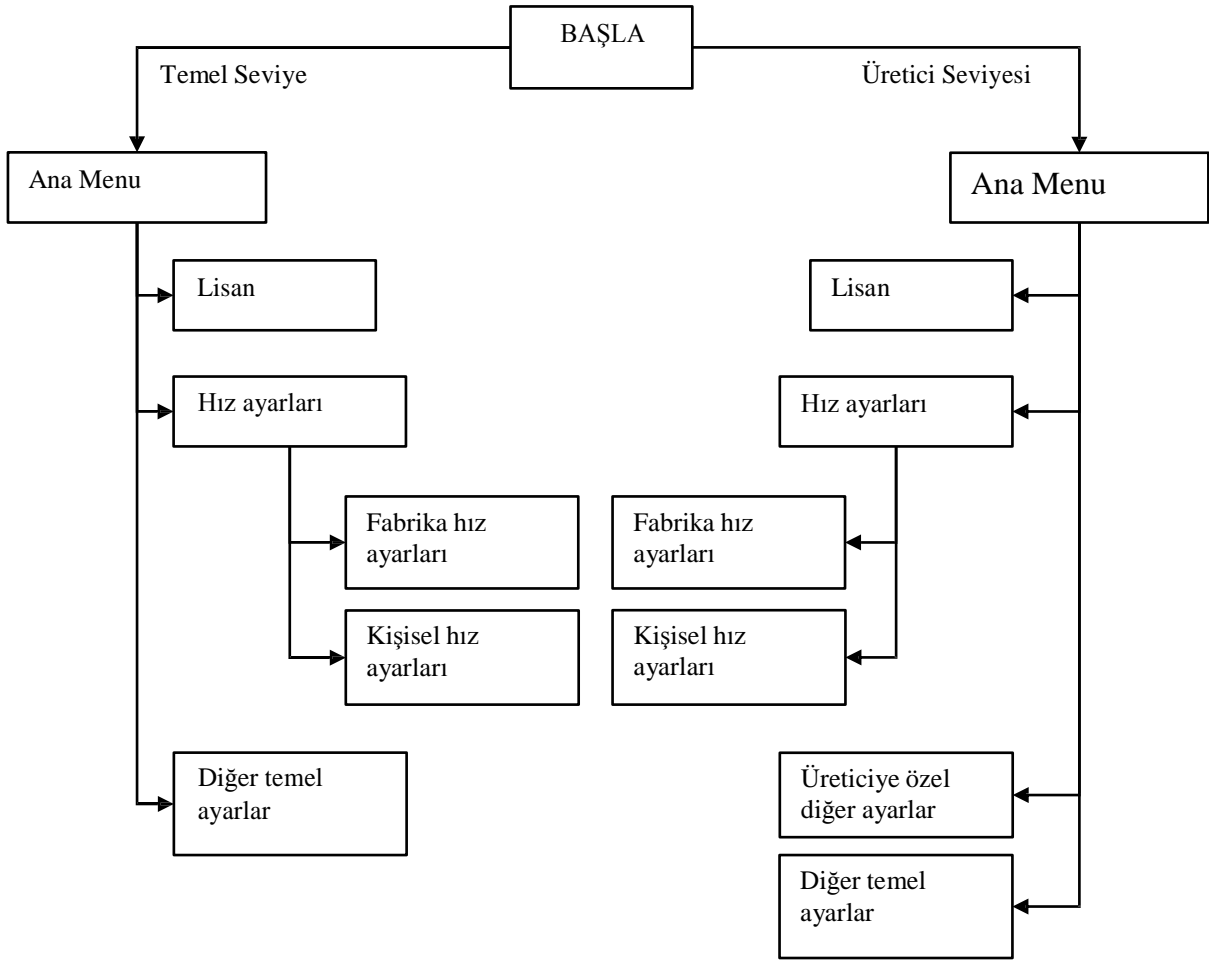 BAŞLA
Temel Seviye
Üretici Seviyesi
Ana Menu
Ana Menu
Lisan
Lisan
Hız ayarları
Hız ayarları
Fabrika hız
ayarları
Fabrika hız
ayarları
Kişisel hız
ayarları
Kişisel hız
ayarları
Diğer temel
ayarlar
Üreticiye özel
diğer ayarlar
Diğer temel
ayarlar